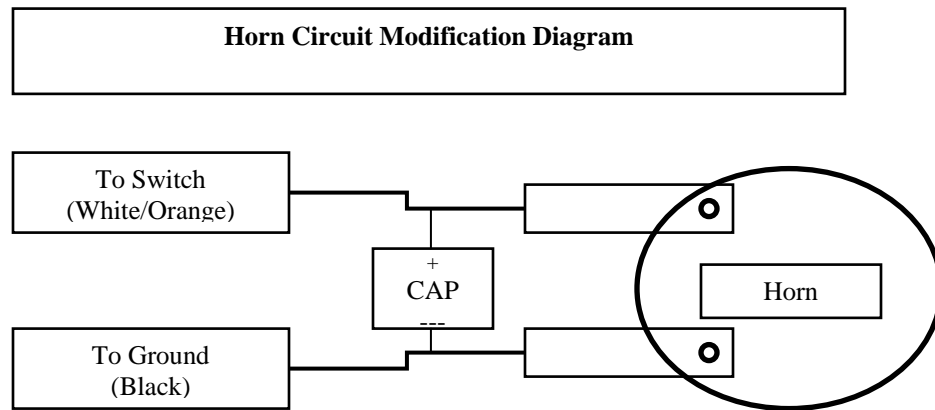 Horn Circuit Modification Diagram
To Switch
(White/Orange)
+
CAP
---
Horn
To Ground
(Black)